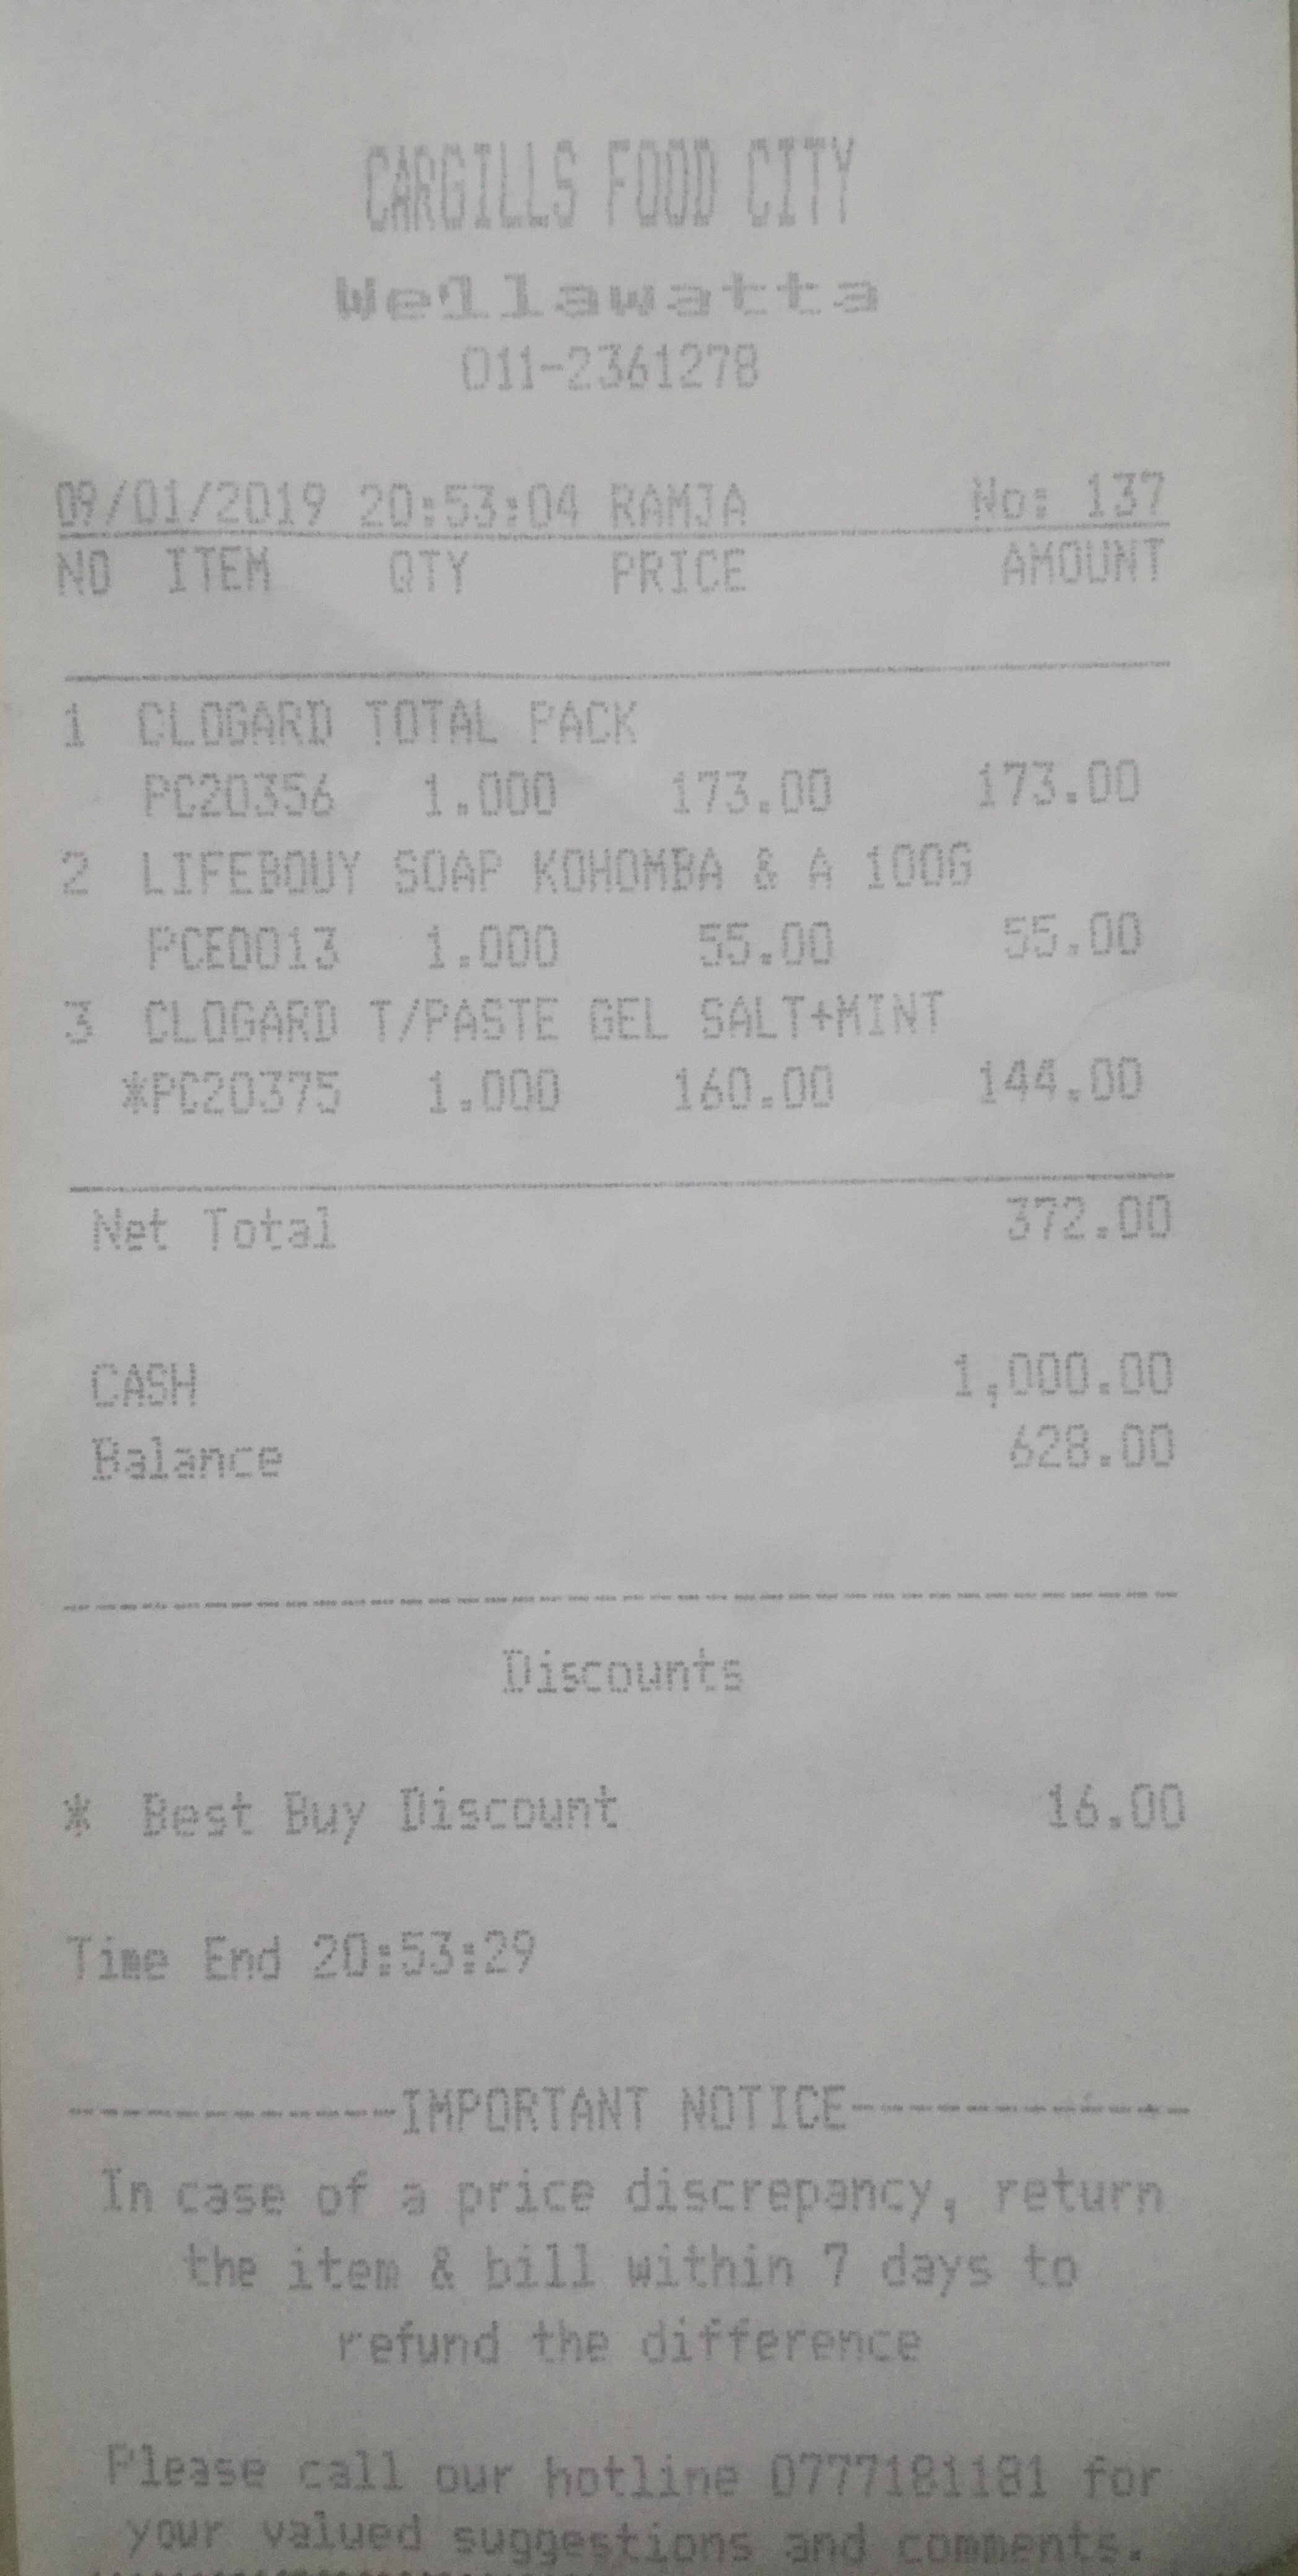 CARGILLS FOOD CITY
Wellawatta
011-2361278
09/01/2019 20:53:04 RAMJA No: 137
NO ITEM QTY PRICE AMOUNT
1 CLOGARD TOTAL PACK
PC20356 1.000 173.00 173.00
2 LIFEBOUY SOAP KOHOMBA & A 100G
PCE0013 1.000 55.00 55.00
3 CLOGARD T/PASTE GEL SALT+MINT
*PC20375 1.000 160.00 144.00
Net Total 372.00
CASH 1,000.00
Balance 628.00
Discounts
* Best Buy Discount 16.00
Time End 20:53:29
------------IMPORTANT NOTICE------------
In case of a price discrepancy, return
the item & bill within 7 days to
refund the difference
Please call our hotline 0777181181 for
your valued suggestions and comments.